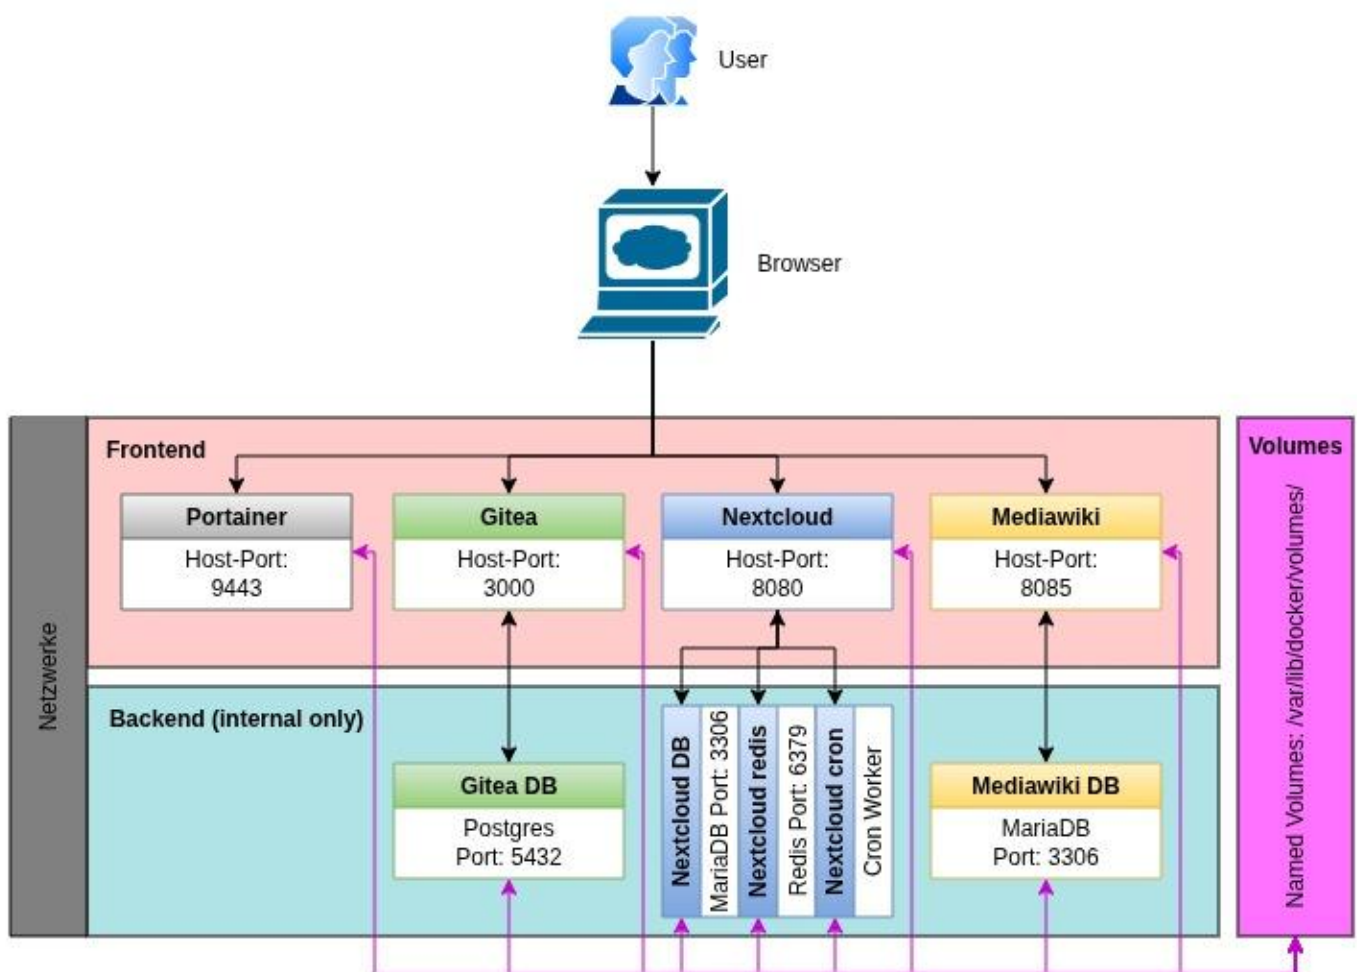 User
Browser
Netzwerke
Frontend
Portainer
Host-Port:
9443
Gitea
Host-Port:
3000
Nextcloud
Host-Port:
8080
Mediawiki
Host-Port:
8085
Backend (internal only)
Gitea DB
Postgres
Port: 5432
Nextcloud DB
MariaDB Port: 3306
Nextcloud redis
Redis Port: 6379
Nextcloud cron
Cron Worker
Mediawiki DB
MariaDB
Port: 3306
Volumes
Named Volumes: /var/lib/docker/volumes/